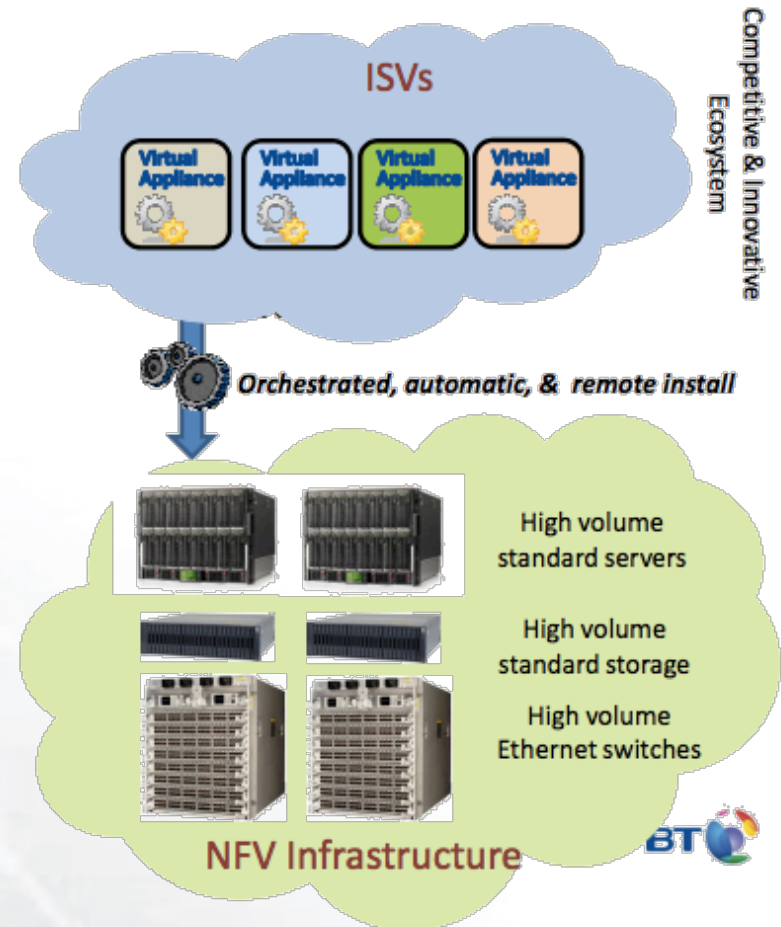 ISVs
Virtual
Appliance
Virtual
Appliance
Virtual
Appliance
Virtual
Appliance
Competitive & Innovative
Ecosystem
Orchestrated, automatic, & remote install
High volume
standard servers
High volume
standard storage
High volume
Ethernet switches
NFV Infrastructure
BT